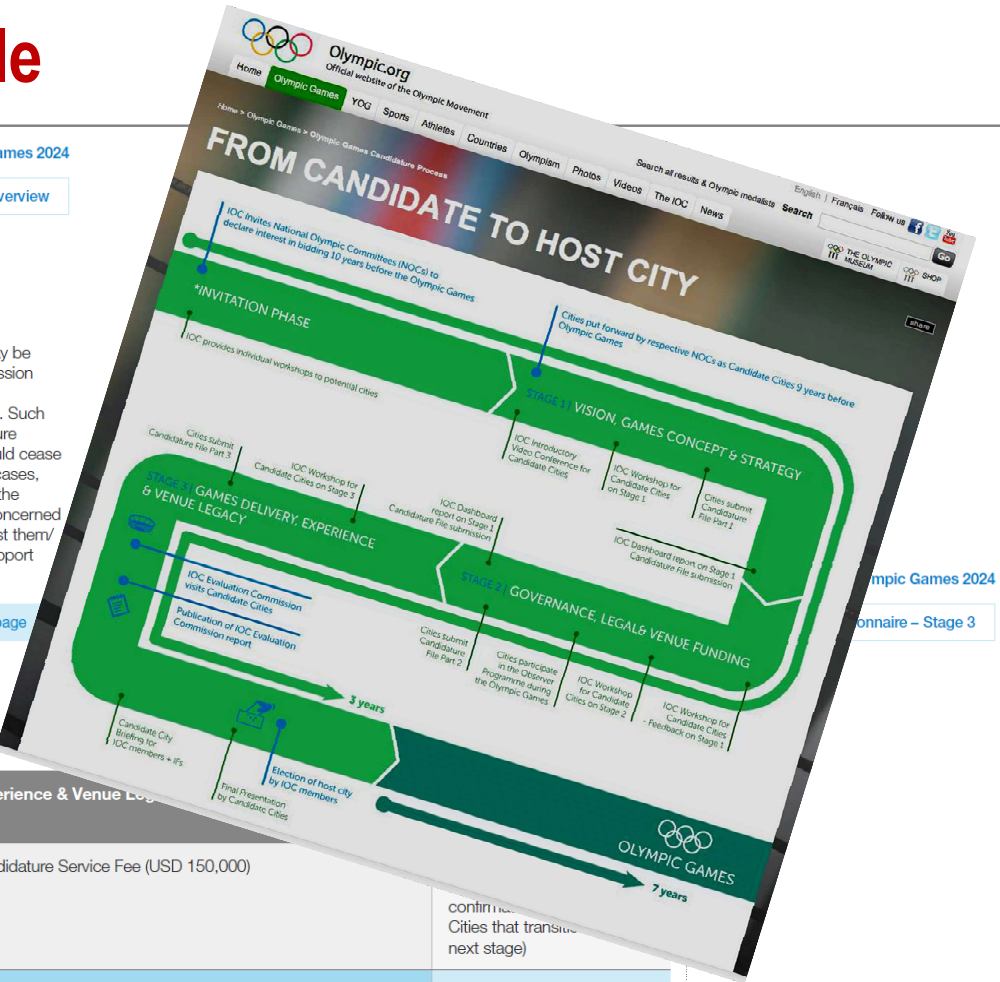 le
ames 2024
verview
y be
ssion
. Such
ure
uld cease
cases,
the
oncerned
st them/
pport
page
mpic Games 2024
onnaire – Stage 3
Olympic.org
Official website of the Olympic Movement
Home
Olympic Games
YOG
Sports
Athletes
Countries
Olympism
Photos
Videos
The IOC
News
Search all results & Olympic medalists
Search
English | Français
Follow us
Go
THE OLYMPIC
MUSEUM
SHOP
Home > Olympic Games > Olympic Games Candidature Process
FROM CANDIDATE TO HOST CITY
share
IOC Invites National Olympic Committees (NOCs) to
declare interest in bidding 10 years before the Olympic Games
*INVITATION PHASE
IOC provides individual workshops to potential cities
Cities put forward by respective NOCs as Candidate Cities 9 years before
Olympic Games
STAGE 1 | VISION, GAMES CONCEPT & STRATEGY
IOC Introductory
Video Conference for
Candidate Cities
IOC Workshop for
Candidate Cities
on Stage 1
Cities submit
Candidature
File Part 1
IOC Dashboard report on Stage 1
Candidature File submission
Cities submit
Candidature File Part 3
IOC Workshop for
Candidate Cities on Stage 3
IOC Dashboard
report on Stage 1
Candidature File submission
STAGE 3 | GAMES DELIVERY, EXPERIENCE
& VENUE LEGACY
STAGE 2 | GOVERNANCE, LEGAL& VENUE FUNDING
IOC Evaluation Commission
visits Candidate Cities
Publication of IOC Evaluation
Commission report
Cities submit
Candidature
File Part 2
Cities participate
in the Observer
Programme during
the Olympic Games
IOC Workshop
for Candidate
Cities on Stage 2
IOC Workshop for
Candidate Cities
- Feedback on Stage 1
3 years
Candidate City
Briefing for
IOC members + IFs
Final Presentation
by Candidate Cities
Election of host city
by IOC members
OLYMPIC GAMES
7 years
erience & Venue Leg
didature Service Fee (USD 150,000)
confirma
Cities that transitio
next stage)